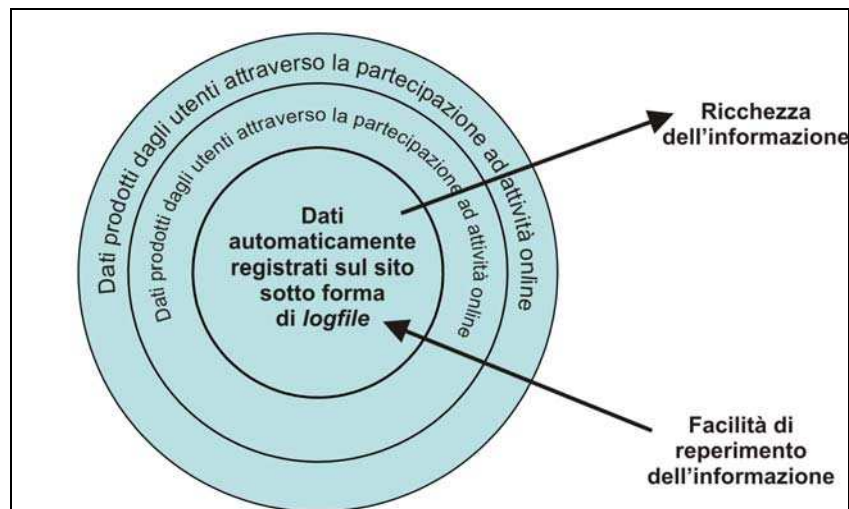 Dati prodotti dagli utenti attraverso la partecipazione ad attività online
Dati prodotti dagli utenti attraverso la partecipazione ad attività online
Dati
automaticamente
registrati sul sito
sotto forma
di logfile
Ricchezza
dell'informazione
Facilità di
reperimento
dell'informazione